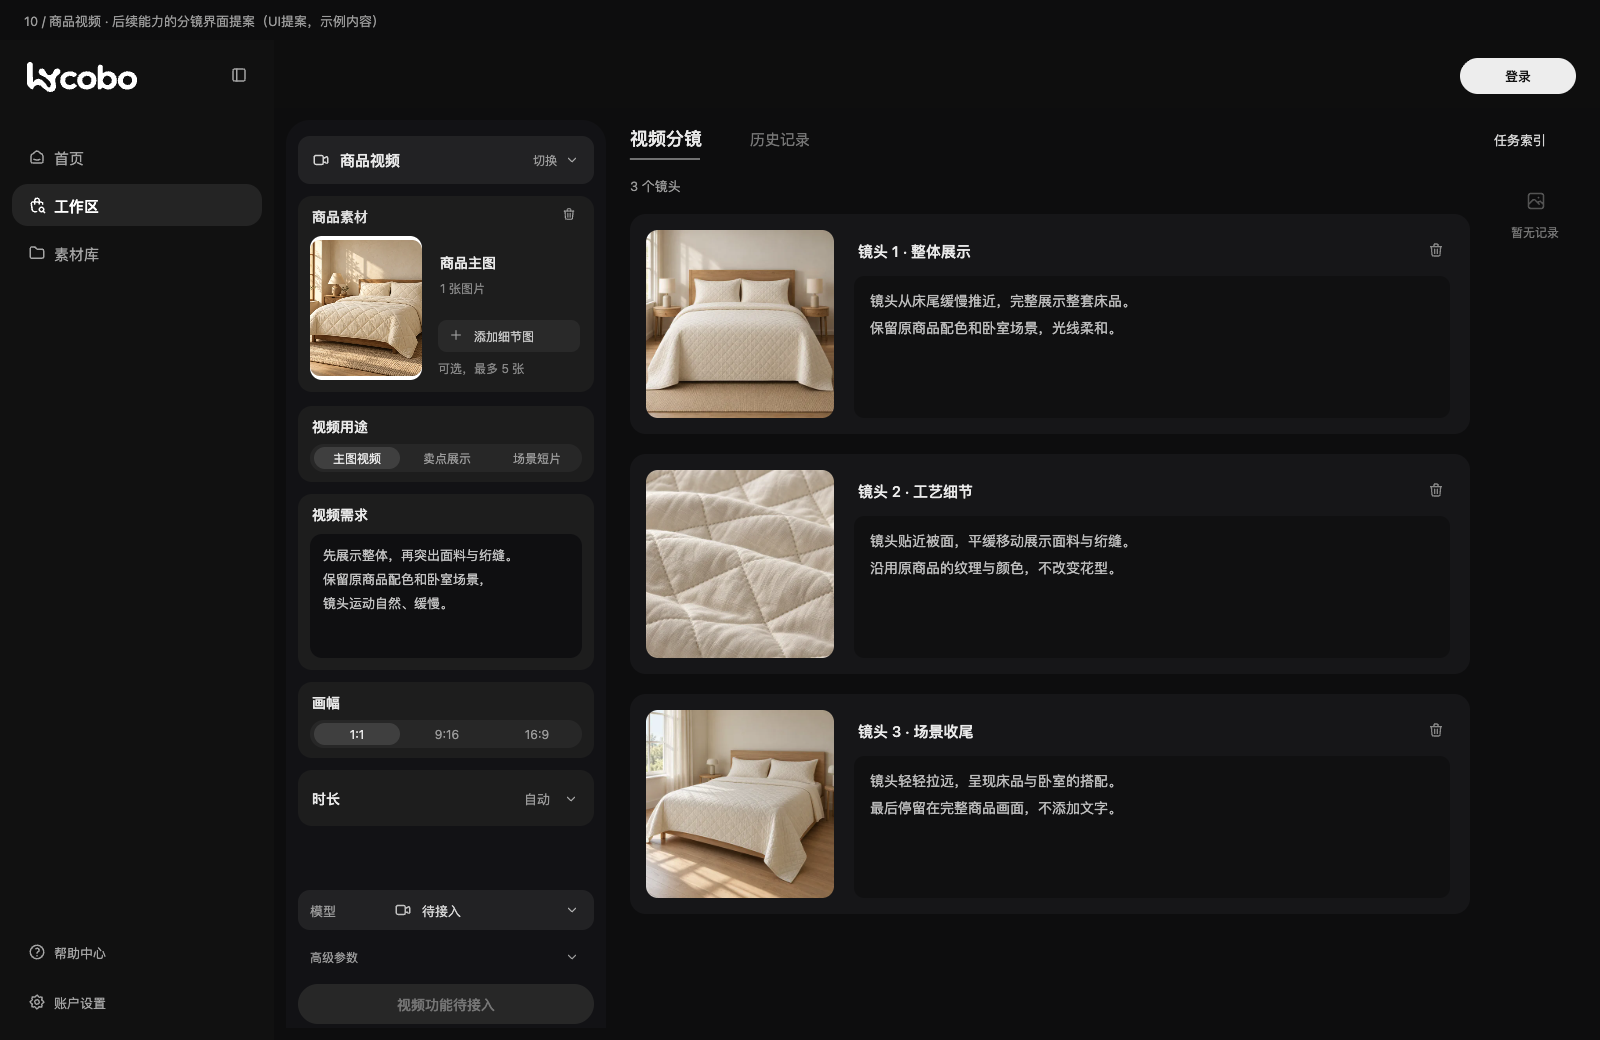 10 / 商品视频 · 后续能力的分镜界面提案（UI提案，示例内容）
lycobo
登录
首页
工作区
素材库
帮助中心
账户设置
商品视频
切换
商品素材
商品主图
1 张图片
添加细节图
可选，最多 5 张
视频用途
主图视频 卖点展示 场景短片
视频需求
先展示整体，再突出面料与绗缝。
保留原商品配色和卧室场景，
镜头运动自然、缓慢。
画幅
1:1 9:16 16:9
时长
自动
模型
待接入
高级参数
视频功能待接入
视频分镜 历史记录
3 个镜头
镜头 1 · 整体展示
镜头从床尾缓慢推近，完整展示整套床品。
保留原商品配色和卧室场景，光线柔和。
镜头 2 · 工艺细节
镜头贴近被面，平缓移动展示面料与绗缝。
沿用原商品的纹理与颜色，不改变花型。
镜头 3 · 场景收尾
镜头轻轻拉远，呈现床品与卧室的搭配。
最后停留在完整商品画面，不添加文字。
任务索引
暂无记录